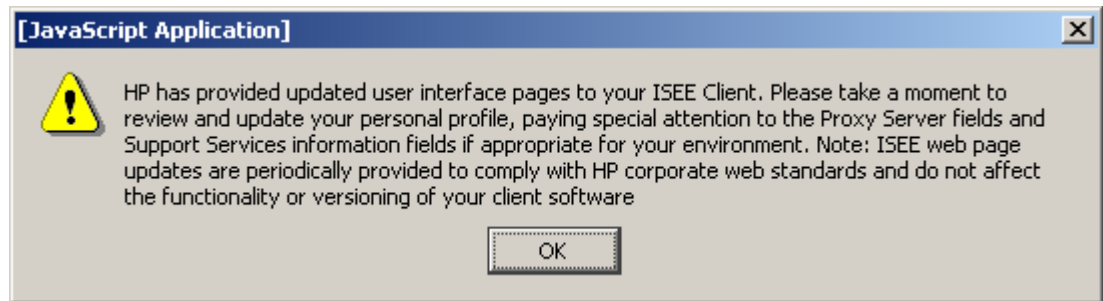 [JavaScript Application]
HP has provided updated user interface pages to your ISEE Client. Please take a moment to
review and update your personal profile, paying special attention to the Proxy Server fields and
Support Services information fields if appropriate for your environment. Note: ISEE web page
updates are periodically provided to comply with HP corporate web standards and do not affect
the functionality or versioning of your client software
OK